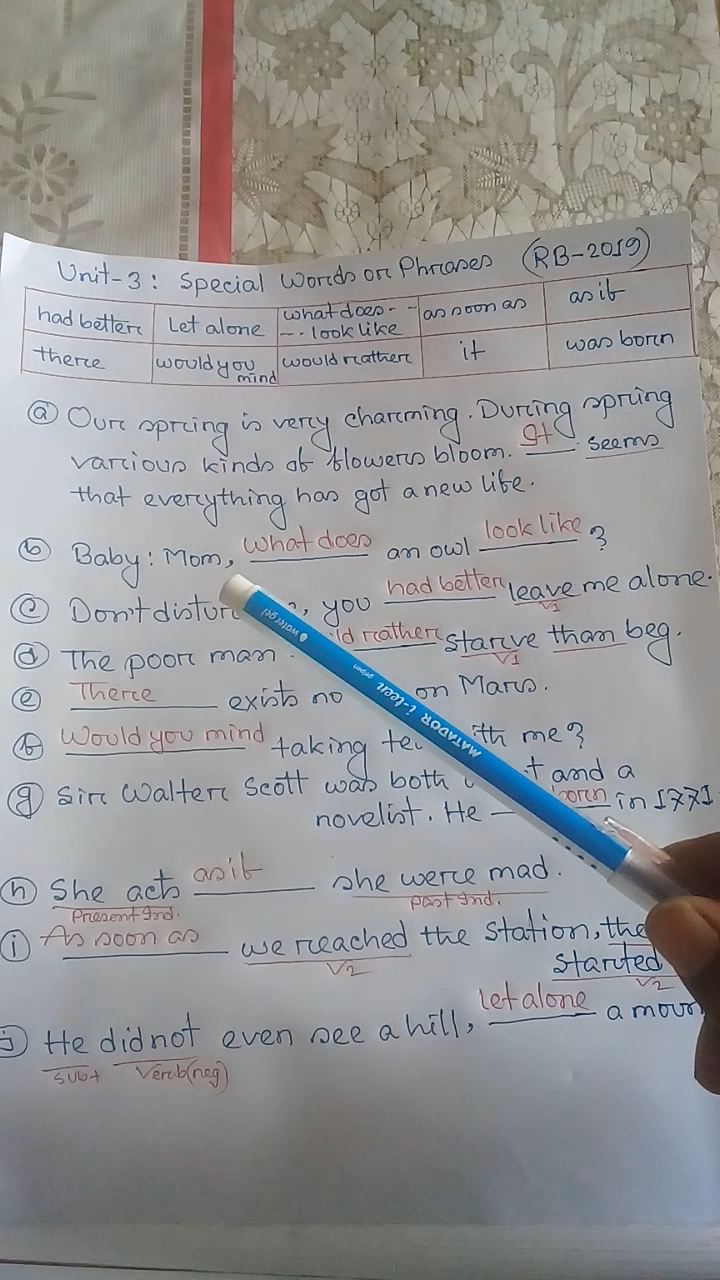 Unit-3: Special Words or Phrases (RB-2019)
had better | Let alone | what does - - - . . look like | as soon as | as if
there | would you mind | would rather | it | was born
ⓐ Our spring is very charming. During spring
various kinds of flowers bloom. It seems
that everything has got a new life.
ⓑ Baby: Mom, what does an owl look like ?
ⓒ Don't you had better leave me alone.
V1
ⓓ The poor man rather starve than beg.
V1
ⓔ There exists no on Mars.
ⓕ Would you mind taking with me?
ⓖ Sir Walter Scott was both and a
novelist. He born in 1771
ⓗ She acts as if she were mad.
Present Ind. Past Ind.
ⓘ As soon as we reached the station, the
V2
started
V2
ⓙ He did not even see a hill, let alone a
Sub+ Verb(neg)
MATADOR i-teen gelpen
water gel